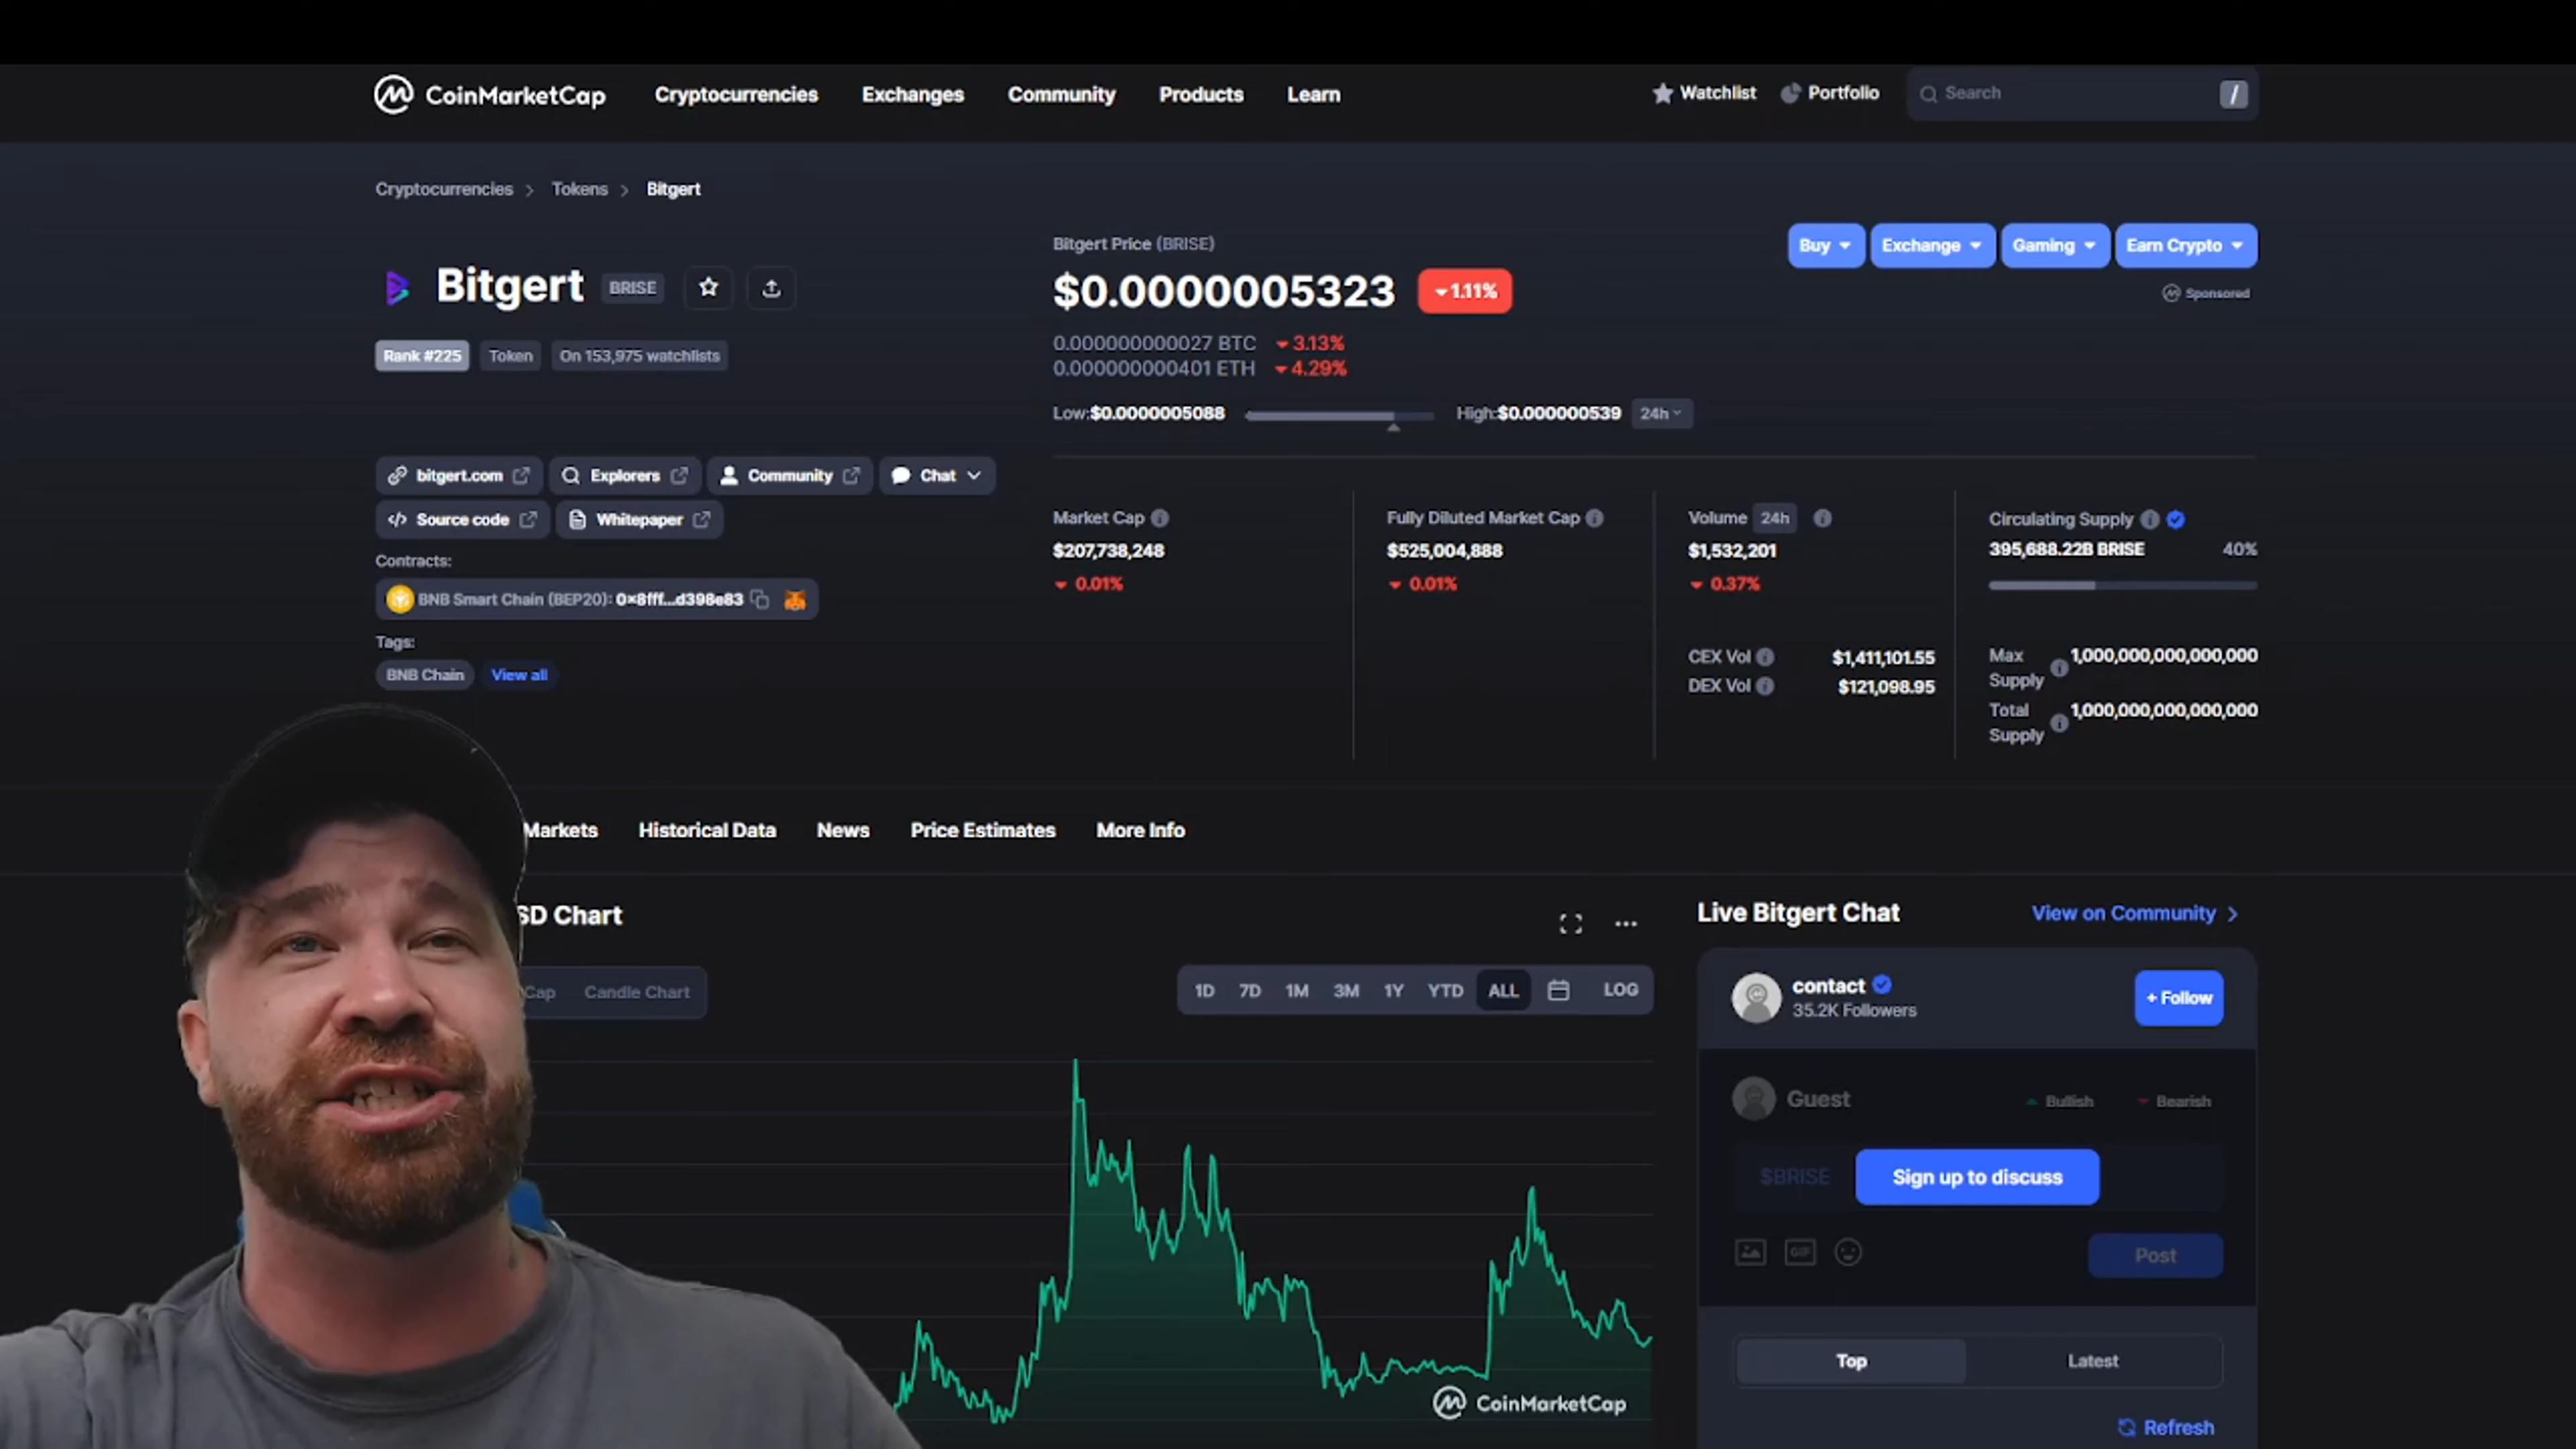 CoinMarketCap Cryptocurrencies Exchanges Community Products Learn Watchlist Portfolio Search /
Cryptocurrencies > Tokens > Bitgert
Bitgert BRISE
Rank #225 Token On 153,975 watchlists
bitgert.com Explorers Community Chat
Source code Whitepaper
Contracts:
BNB Smart Chain (BEP20): 0x8fff...d398e83
Tags:
BNB Chain View all
Bitgert Price (BRISE)
$0.0000005323 1.11%
0.000000000027 BTC 3.13%
0.000000000401 ETH 4.29%
Low:$0.0000005088 High:$0.000000539 24h
Buy Exchange Gaming Earn Crypto
Sponsored
Market Cap
$207,738,248
0.01%
Fully Diluted Market Cap
$525,004,888
0.01%
Volume 24h
$1,532,201
0.37%
CEX Vol $1,411,101.55
DEX Vol $121,098.95
Circulating Supply
395,688.22B BRISE 40%
Max Supply 1,000,000,000,000,000
Total Supply 1,000,000,000,000,000
Markets Historical Data News Price Estimates More Info
SD Chart
Cap Candle Chart
1D 7D 1M 3M 1Y YTD ALL LOG
CoinMarketCap
Live Bitgert Chat View on Community >
contact + Follow
35.2K Followers
Guest Bullish Bearish
$BRISE Sign up to discuss
GIF Post
Top Latest
Refresh